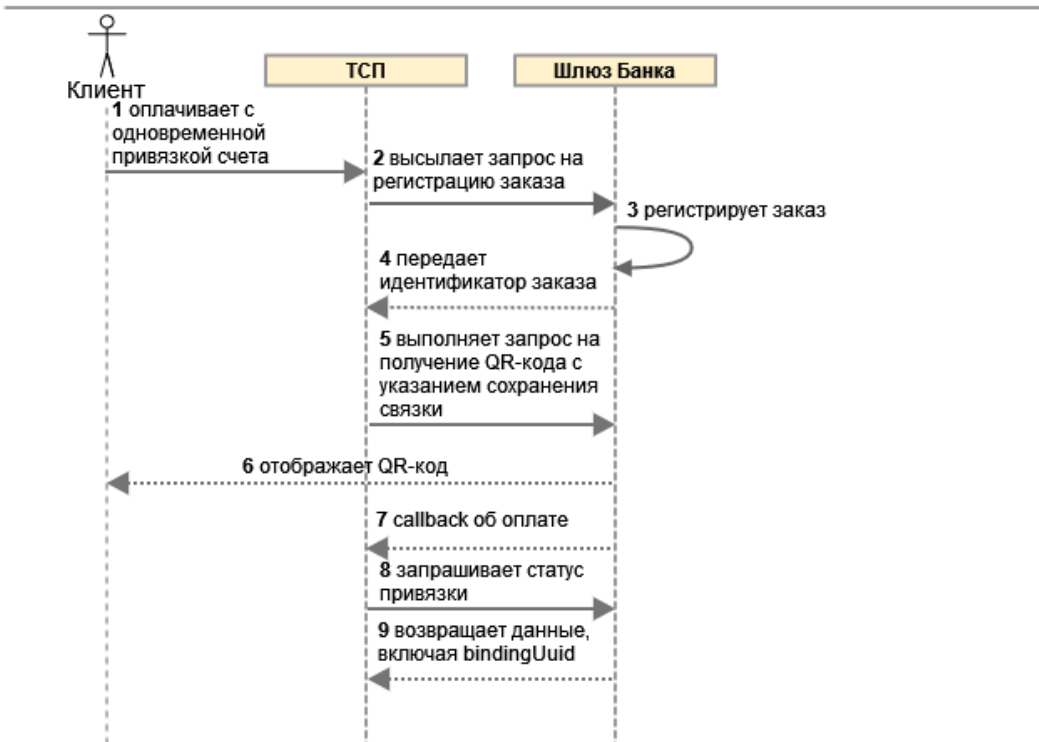 Клиент
ТСП
Шлюз Банка
1 оплачивает с
одновременной
привязкой счета
2 высылает запрос на
регистрацию заказа
3 регистрирует заказ
4 передает
идентификатор заказа
5 выполняет запрос на
получение QR-кода с
указанием сохранения
связки
6 отображает QR-код
7 callback об оплате
8 запрашивает статус
привязки
9 возвращает данные,
включая bindingUuid